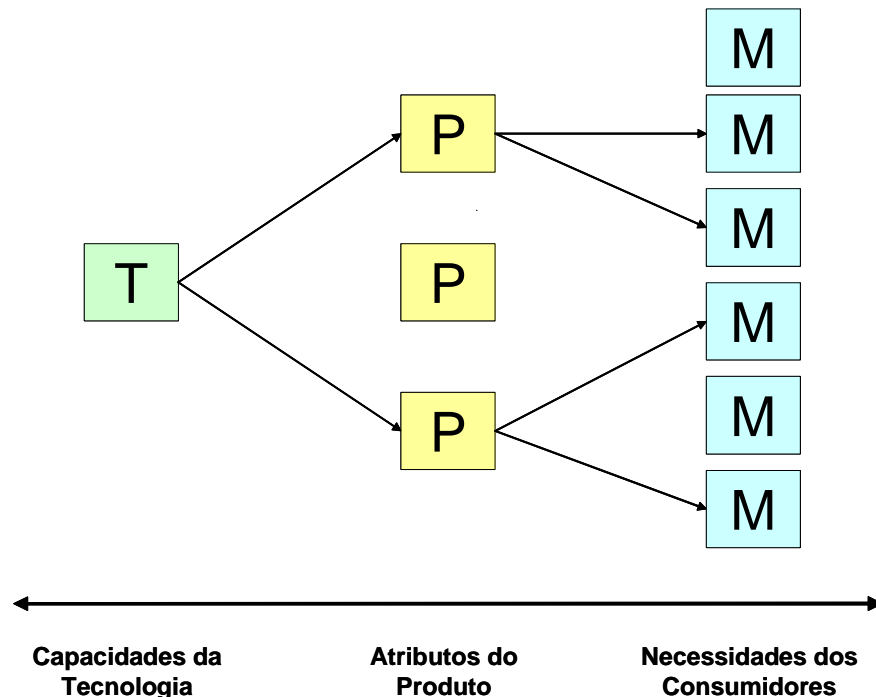 M
P
M
M
T
P
M
P
M
M
Capacidades da
Tecnologia
Atributos do
Produto
Necessidades dos
Consumidores